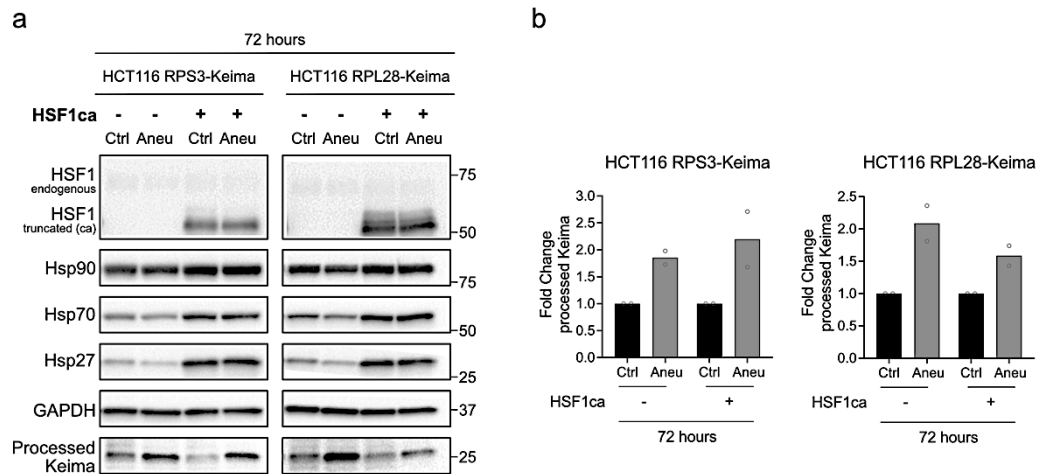 a
72 hours
HCT116 RPS3-Keima HCT116 RPL28-Keima
HSF1ca - - + + - - + +
Ctrl Aneu Ctrl Aneu Ctrl Aneu Ctrl Aneu
HSF1
endogenous
75
HSF1
truncated (ca)
50
Hsp90
75
Hsp70
50
Hsp27
25
GAPDH 37
Processed
Keima
25
b
HCT116 RPS3-Keima
Fold Change
processed Keima
3.0
2.5
2.0
1.5
1.0
0.5
0.0
Ctrl Aneu Ctrl Aneu
HSF1ca - +
72 hours
HCT116 RPL28-Keima
Fold Change
processed Keima
2.5
2.0
1.5
1.0
0.5
0.0
Ctrl Aneu Ctrl Aneu
HSF1ca - +
72 hours